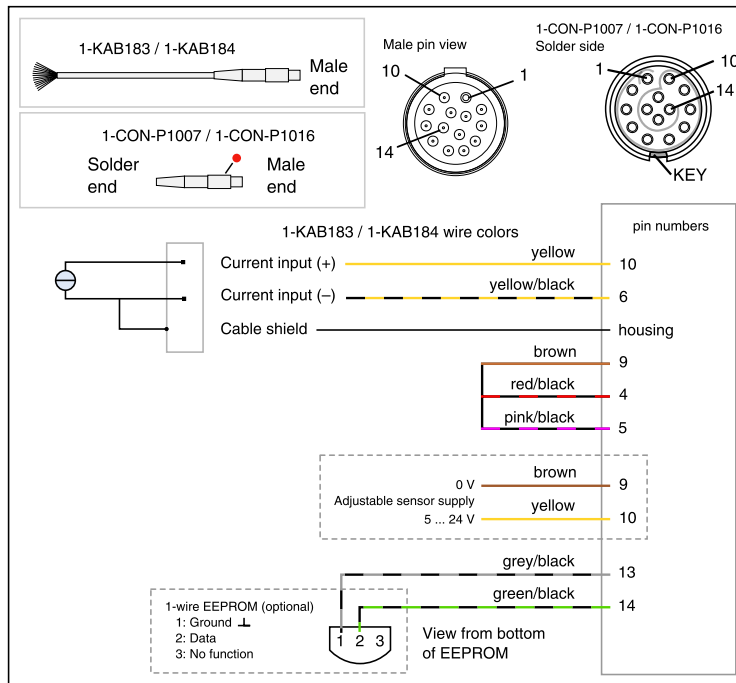 1-KAB183 / 1-KAB184
Male
end
1-CON-P1007 / 1-CON-P1016
Solder
end
Male
end
Male pin view
10
1
14
1-CON-P1007 / 1-CON-P1016
Solder side
1
10
14
KEY
1-KAB183 / 1-KAB184 wire colors
pin numbers
Current input (+)
yellow
10
Current input (–)
yellow/black
6
Cable shield
housing
brown
9
red/black
4
pink/black
5
0 V
brown
9
Adjustable sensor supply
5 ... 24 V
yellow
10
grey/black
13
green/black
14
1-wire EEPROM (optional)
1: Ground
2: Data
3: No function
1 2 3
View from bottom
of EEPROM